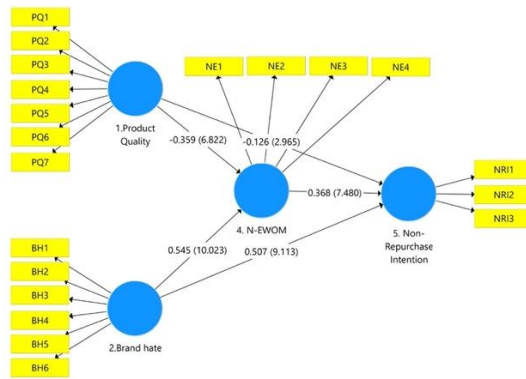 PQ1
PQ2
PQ3
PQ4
PQ5
PQ6
PQ7
1.Product
Quality
NE1
NE2
NE3
NE4
-0.359 (6.822)
-0.126 (2.965)
0.368 (7.480)
4. N-EWOM
NRI1
NRI2
NRI3
5. Non-
Repurchase
Intention
0.545 (10.023)
0.507 (9.113)
BH1
BH2
BH3
BH4
BH5
BH6
2.Brand hate